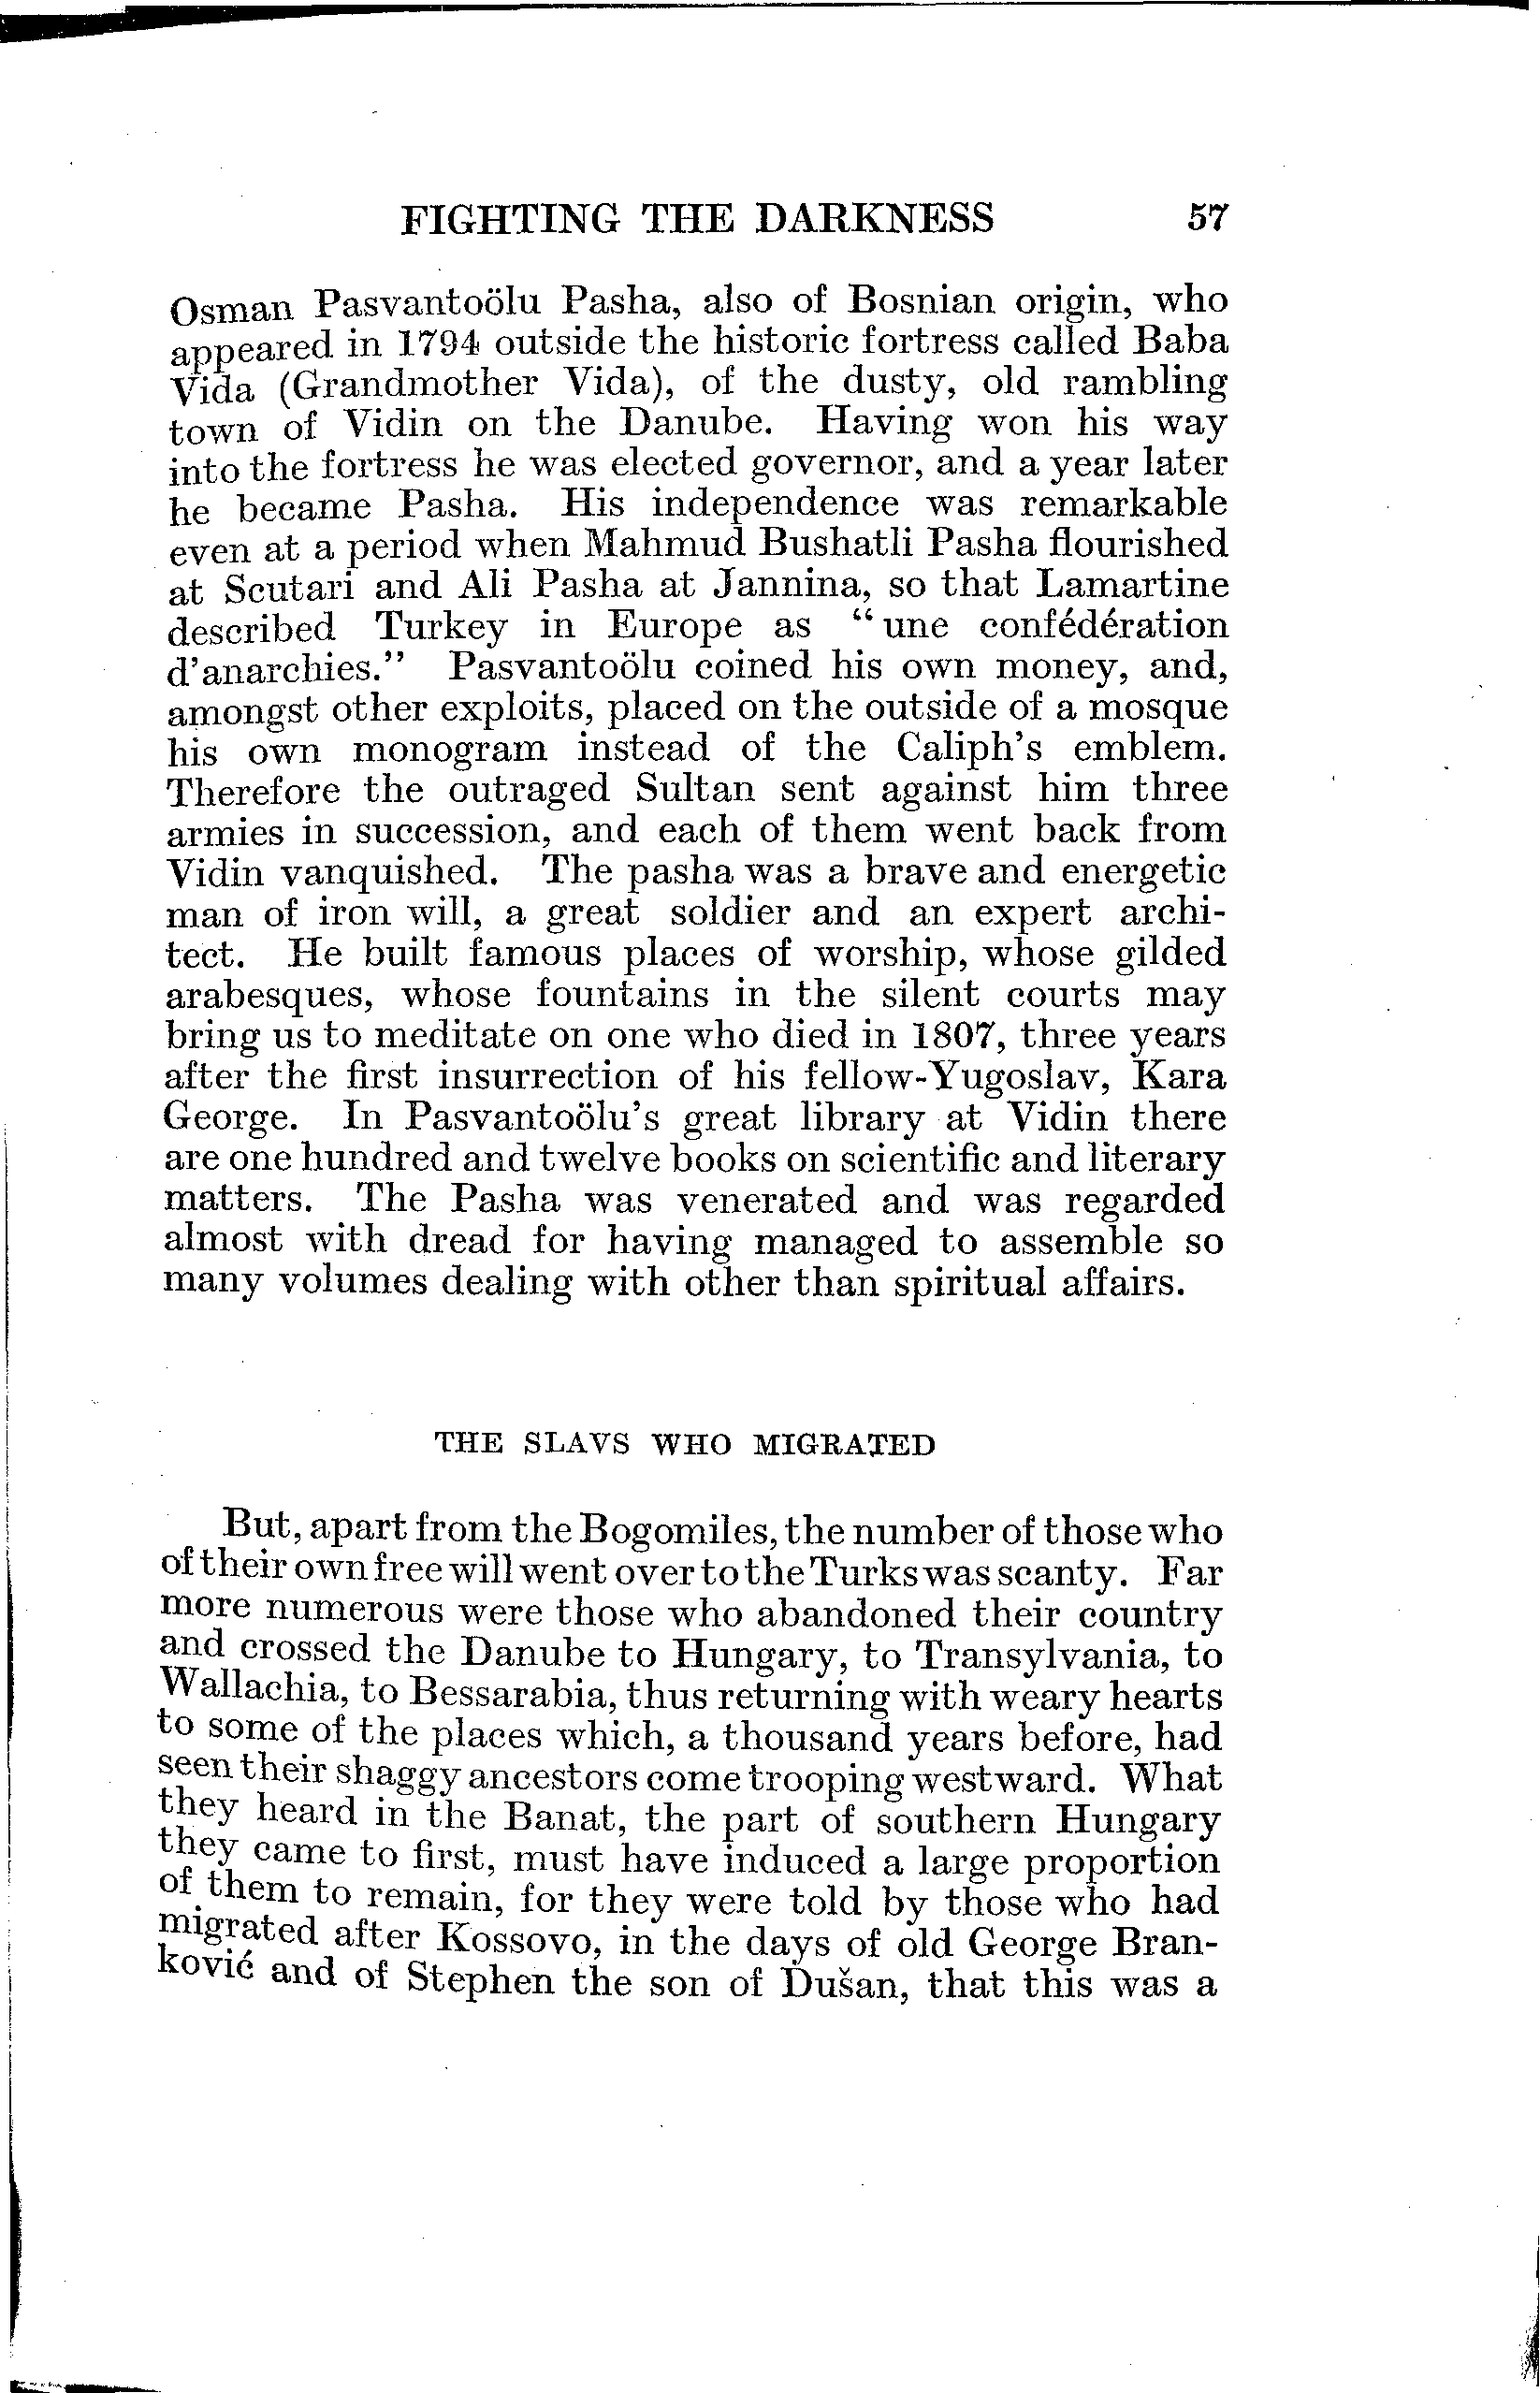 FIGHTING THE DARKNESS 57
Osman Pasvantoölu Pasha, also of Bosnian origin, who
appeared in 1794 outside the historic fortress called Baba
Vida (Grandmother Vida), of the dusty, old rambling
town of Vidin on the Danube. Having won his way
into the fortress he was elected governor, and a year later
he became Pasha. His independence was remarkable
even at a period when Mahmud Bushatli Pasha flourished
at Scutari and Ali Pasha at Jannina, so that Lamartine
described Turkey in Europe as “une confédération
d'anarchies.” Pasvantoölu coined his own money, and,
amongst other exploits, placed on the outside of a mosque
his own monogram instead of the Caliph's emblem.
Therefore the outraged Sultan sent against him three
armies in succession, and each of them went back from
Vidin vanquished. The pasha was a brave and energetic
man of iron will, a great soldier and an expert archi-
tect. He built famous places of worship, whose gilded
arabesques, whose fountains in the silent courts may
bring us to meditate on one who died in 1807, three years
after the first insurrection of his fellow-Yugoslav, Kara
George. In Pasvantoölu's great library at Vidin there
are one hundred and twelve books on scientific and literary
matters. The Pasha was venerated and was regarded
almost with dread for having managed to assemble so
many volumes dealing with other than spiritual affairs.
THE SLAVS WHO MIGRATED
But, apart from the Bogomiles, the number of those who
of their own free will went over to the Turks was scanty. Far
more numerous were those who abandoned their country
and crossed the Danube to Hungary, to Transylvania, to
Wallachia, to Bessarabia, thus returning with weary hearts
to some of the places which, a thousand years before, had
seen their shaggy ancestors come trooping westward. What
they heard in the Banat, the part of southern Hungary
they came to first, must have induced a large proportion
of them to remain, for they were told by those who had
migrated after Kossovo, in the days of old George Bran-
ković and of Stephen the son of Dušan, that this was a